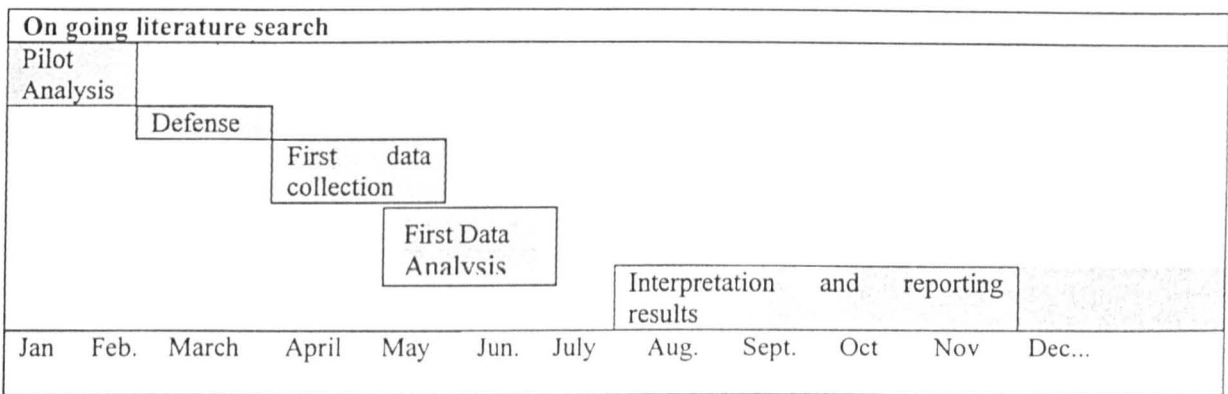 On going literature search
Pilot
Analysis
Defense
First data
collection
First Data
Analysis
Interpretation and reporting
results
Jan Feb. March April May Jun. July Aug. Sept. Oct Nov Dec...